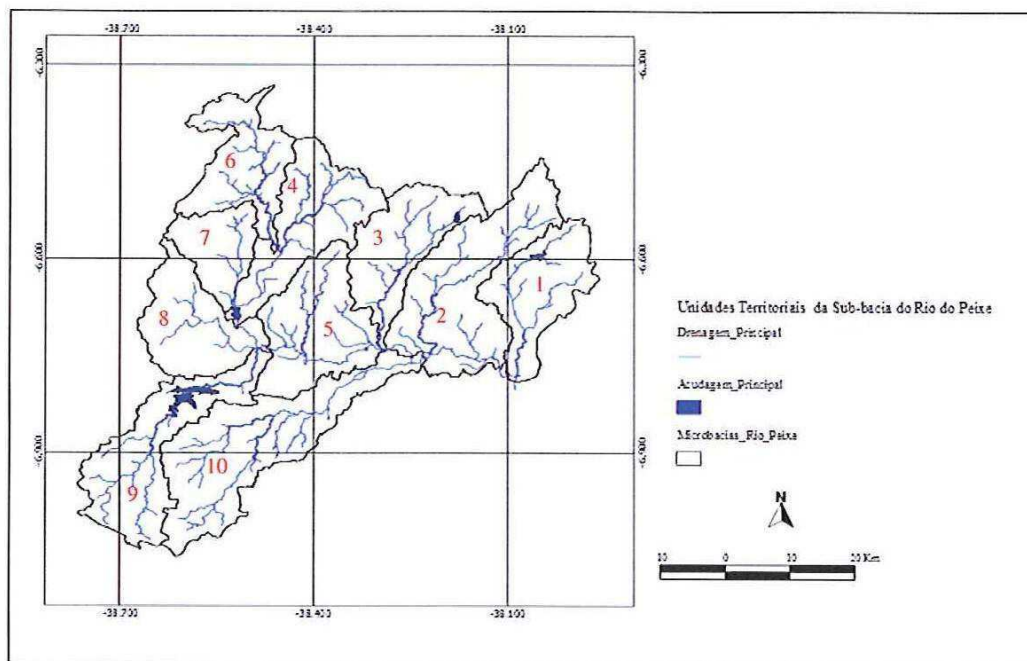 -38.700 -38.400 -38.100
-6.300 -6.300
6
4
7
3
-6.600 -6.600
1
8
5
2
Unidades Territoriais da Sub-bacia do Rio do Peixe
Drenagem_Principal
Acudagem_Principal
Microbacias_Rio_Peixe
-6.900 -6.900
10
9
N
10 0 10 20 Km
-38.700 -38.400 -38.100